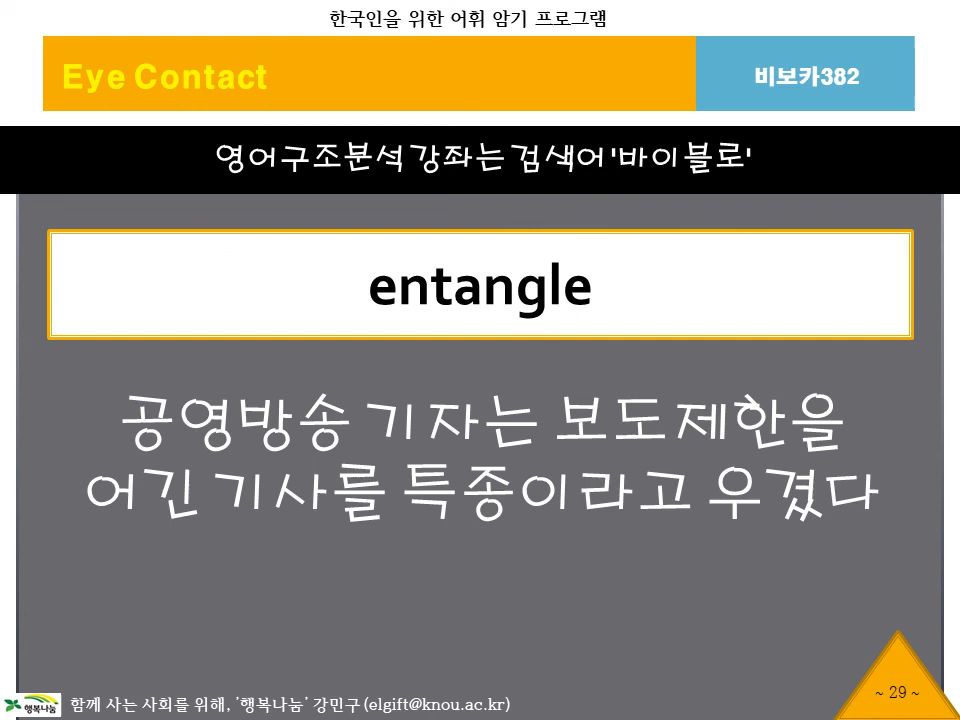 한국인을 위한 어휘 암기 프로그램
Eye Contact
비보카382
영어구조분석 강좌는 검색어 '바이블로'
entangle
공영방송 기자는 보도제한을
어긴 기사를 특종이라고 우겼다
~ 29 ~
행복나눔
함께 사는 사회를 위해, '행복나눔' 강민구 (elgift@knou.ac.kr)